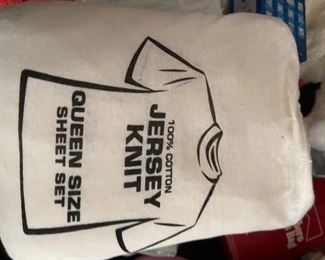 100% COTTON
JERSEY
KNIT
QUEEN SIZE
SHEET SET